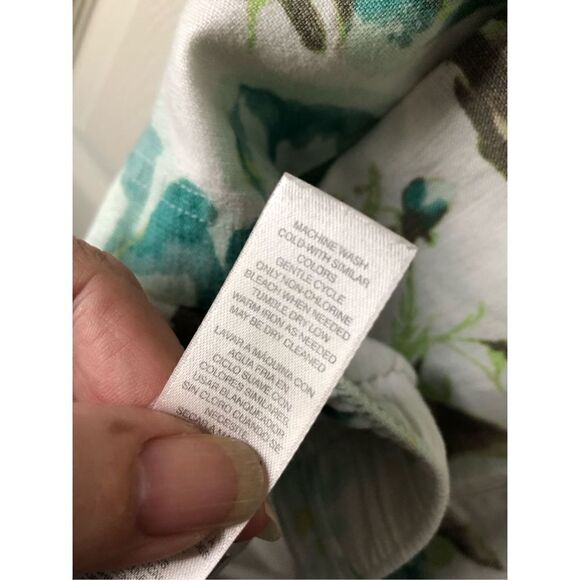 MACHINE WASH
COLD-WITH SIMILAR
COLORS
GENTLE CYCLE
ONLY NON-CHLORINE
BLEACH WHEN NEEDED
TUMBLE DRY LOW
WARM IRON AS NEEDED
MAY BE DRY CLEANED
LAVAR A MÁQUINA CON
AGUA FRIA EN
CICLO SUAVE CON
COLORES SIMILARES
USAR BLANQUEADOR
SIN CLORO CUANDO SE
NECESITE
SECAR A